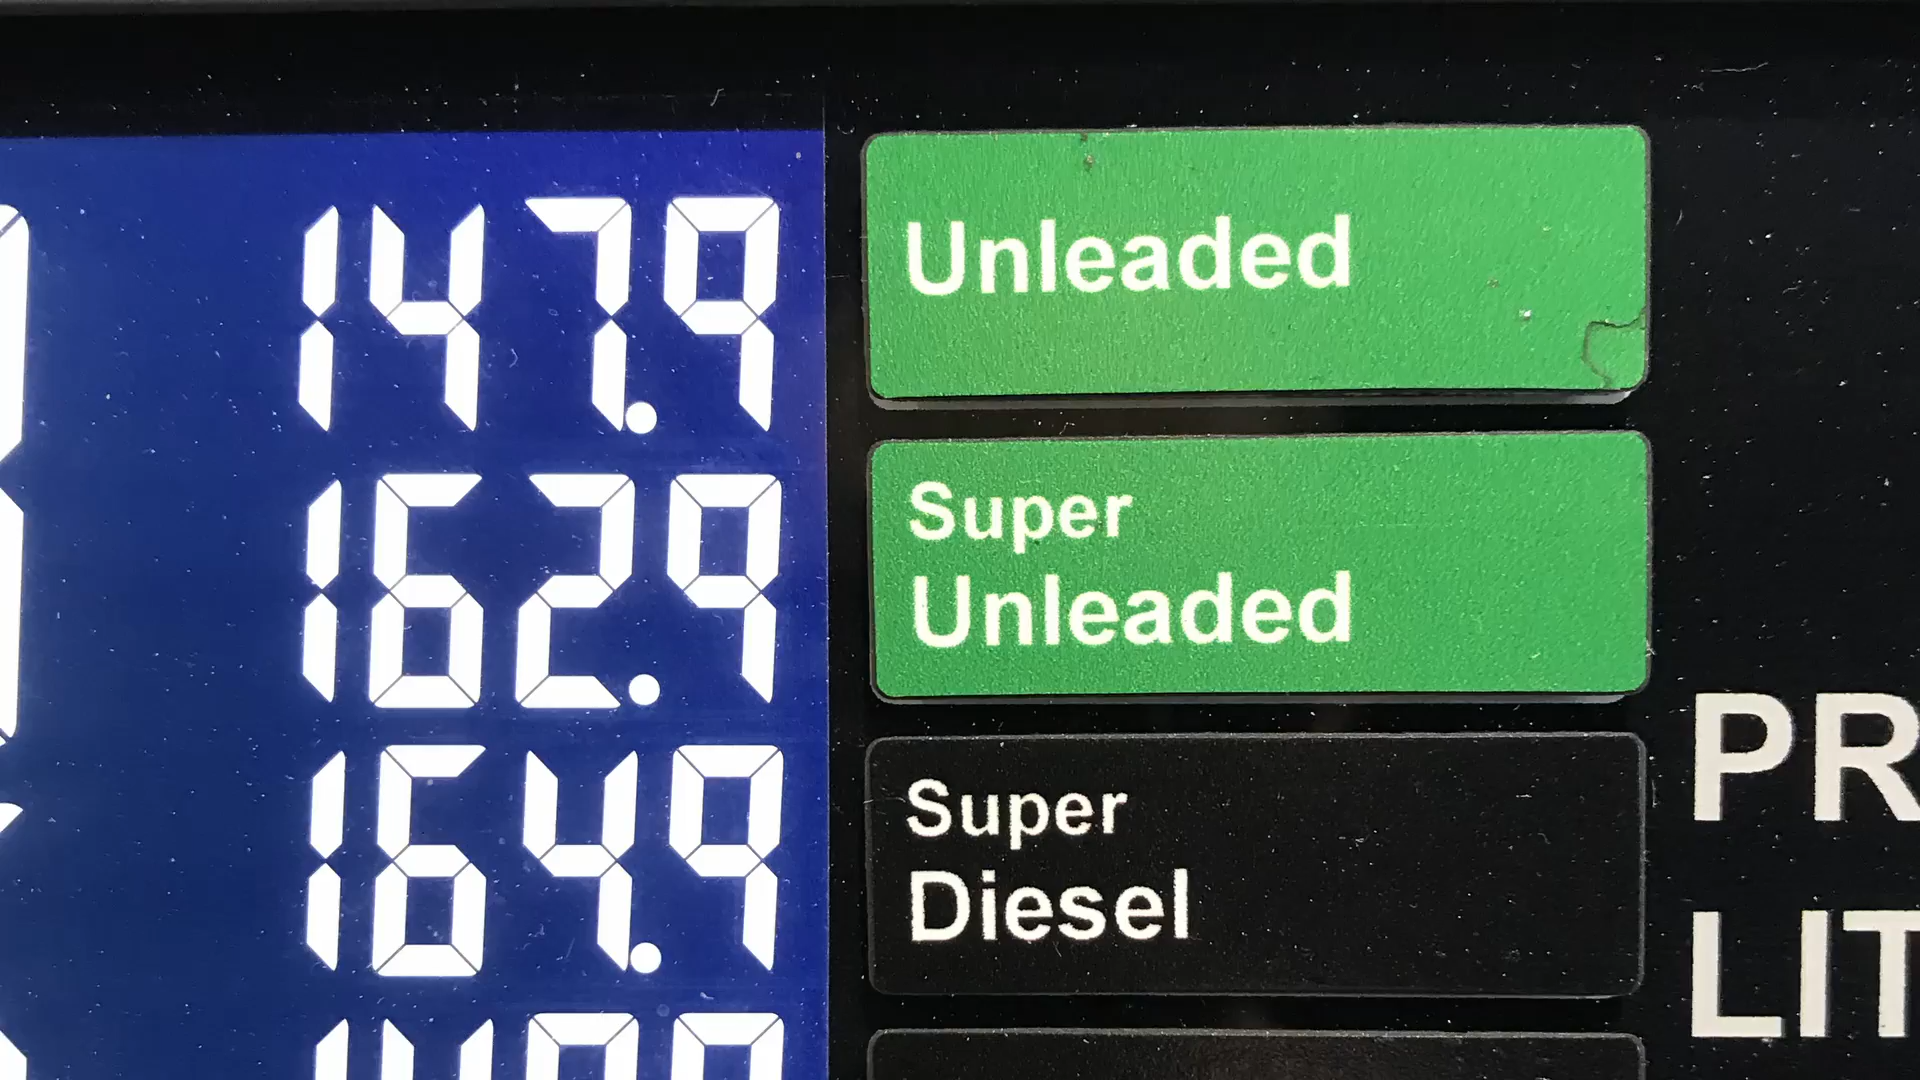 147.9 Unleaded
162.9 Super
Unleaded
164.9 Super
Diesel
PR
LIT